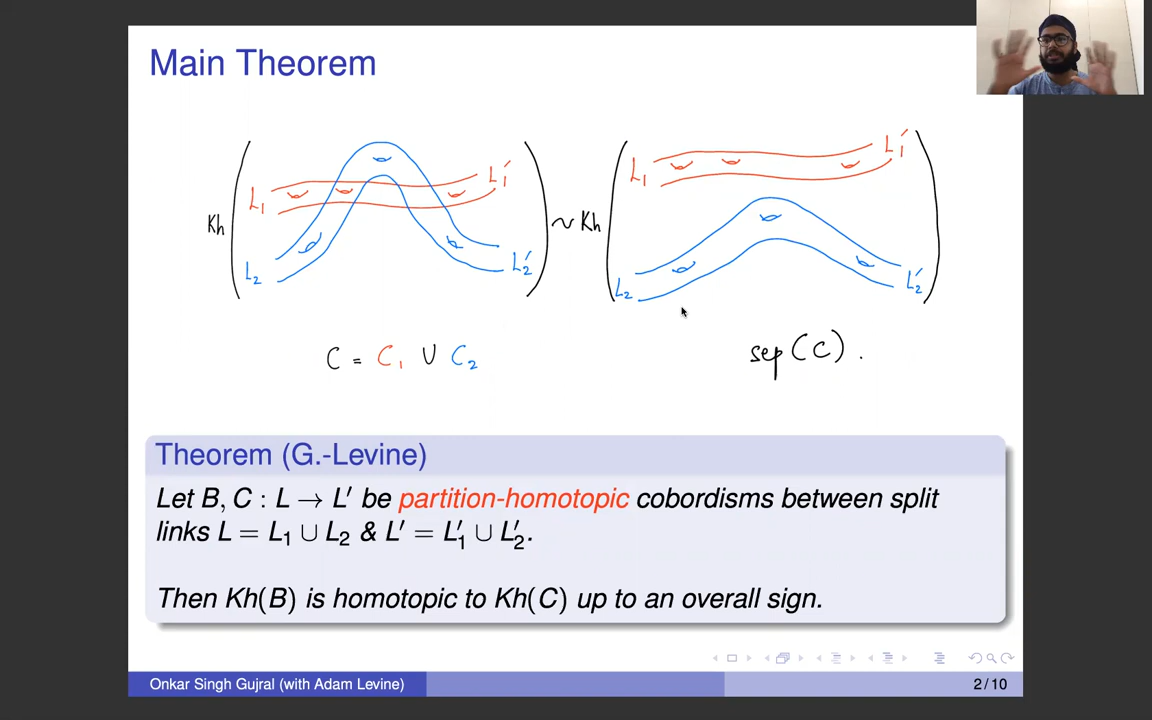 Main Theorem
Kh ( L₁ L₁′ L₂ L₂′ ) ~ Kh ( L₁ L₁′ L₂ L₂′ )
C = C₁ ∪ C₂
sep(C).
Theorem (G.-Levine)
Let B, C : L → L′ be partition-homotopic cobordisms between split
links L = L₁ ∪ L₂ & L′ = L′₁ ∪ L′₂.
Then Kh(B) is homotopic to Kh(C) up to an overall sign.
Onkar Singh Gujral (with Adam Levine)
2 / 10